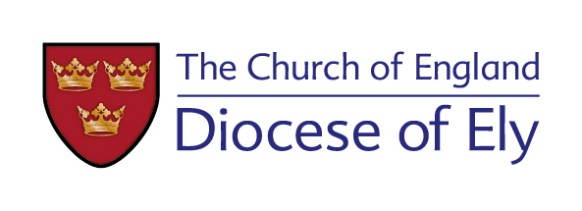 The Church of England
Diocese of Ely